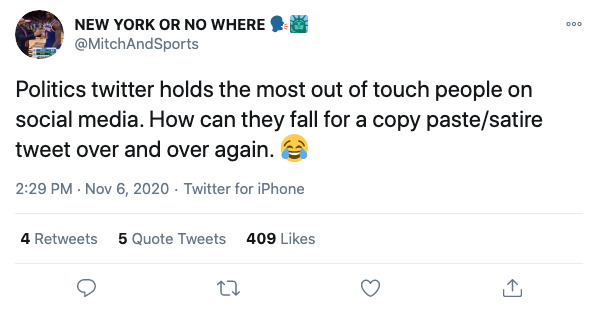 NEW YORK OR NO WHERE 🗣️🗽
@MitchAndSports
Politics twitter holds the most out of touch people on
social media. How can they fall for a copy paste/satire
tweet over and over again. 😂
2:29 PM · Nov 6, 2020 · Twitter for iPhone
4 Retweets 5 Quote Tweets 409 Likes